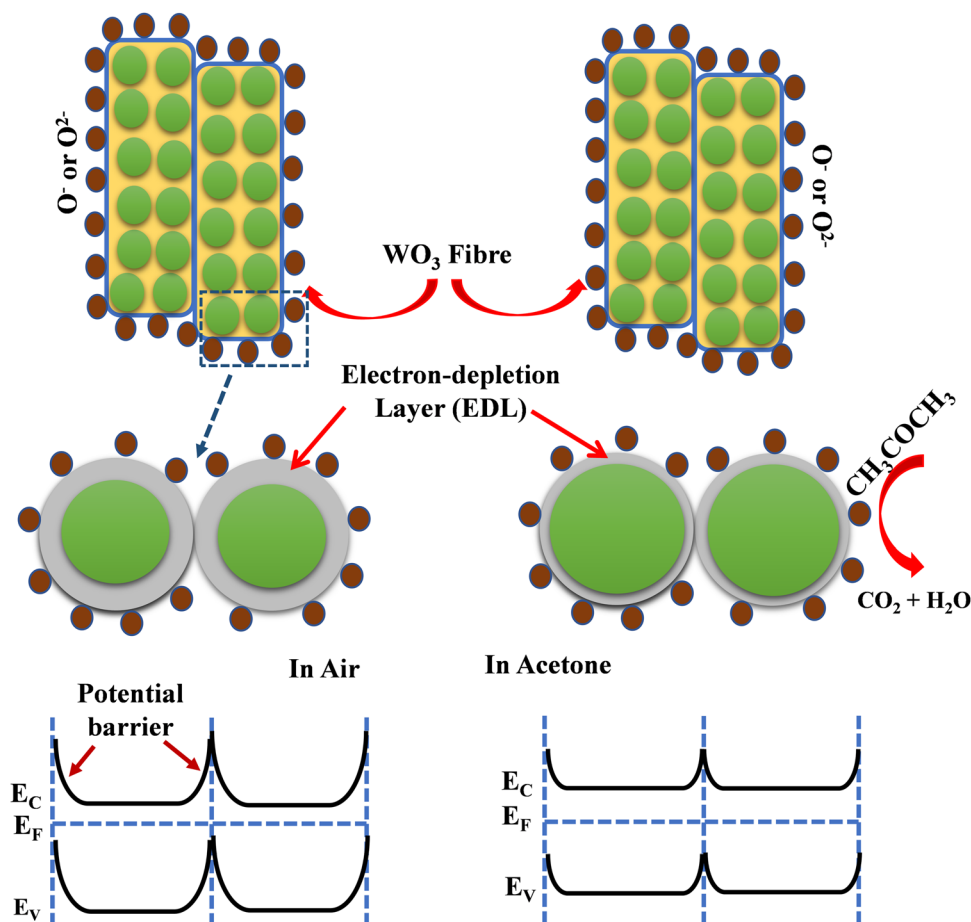 O⁻ or O²⁻
O⁻ or O²⁻
WO₃ Fibre
Electron-depletion
Layer (EDL)
CH₃COCH₃
CO₂ + H₂O
In Air
In Acetone
Potential
barrier
E_C
E_F
E_V
E_C
E_F
E_V